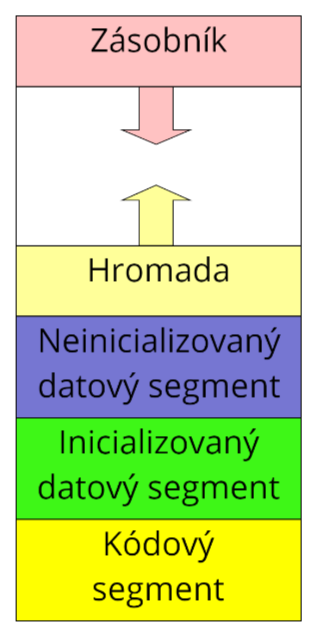 Zásobník
Hromada
Neinicializovaný
datový segment
Inicializovaný
datový segment
Kódový
segment